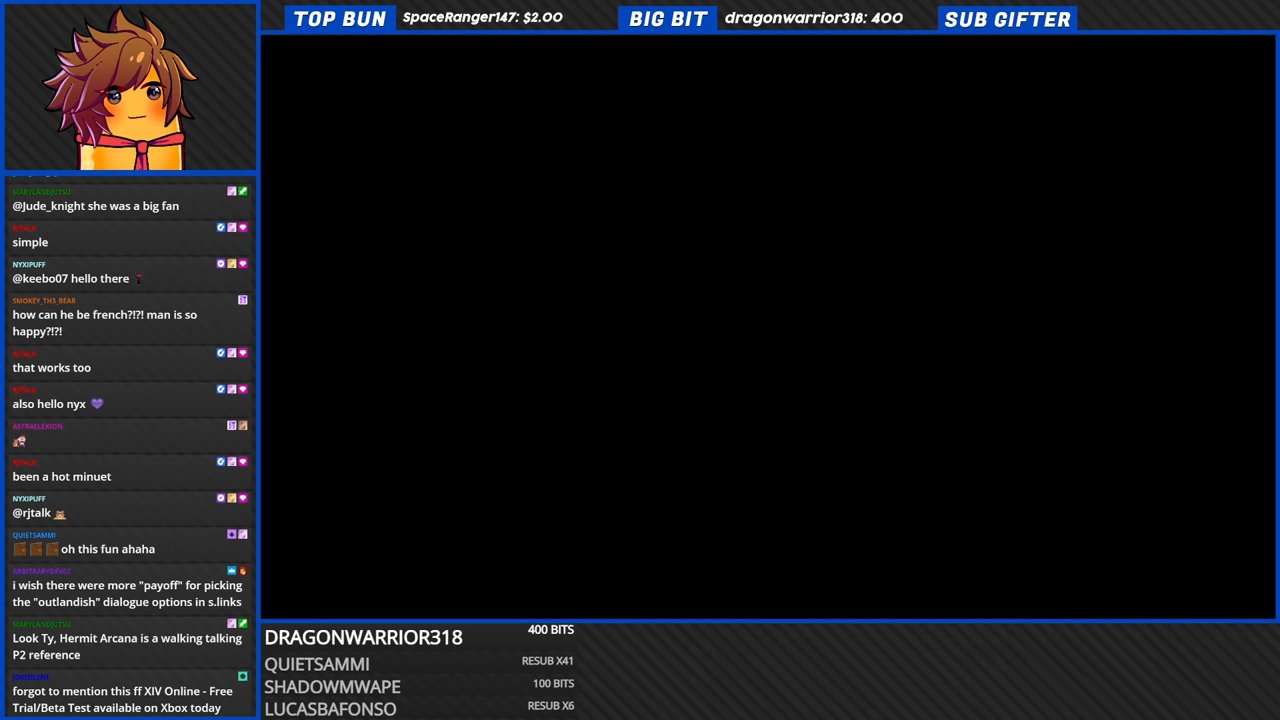 TOP BUN
SpaceRanger147: $2.00
BIG BIT
dragonwarrior318: 400
SUB GIFTER
MARYLANDJUTSU
@Jude_knight she was a big fan
RJTALK
simple
NYXIPUFF
@keebo07 hello there
SMOKEY_TH3_BEAR
how can he be french?!?! man is so
happy?!?!
RJTALK
that works too
RJTALK
also hello nyx
ASTRAELEXION
RJTALK
been a hot minuet
NYXIPUFF
@rjtalk
QUIETSAMMI
oh this fun ahaha
i wish there were more "payoff" for picking
the "outlandish" dialogue options in s.links
MARYLANDJUTSU
Look Ty, Hermit Arcana is a walking talking
P2 reference
forgot to mention this ff XIV Online - Free
Trial/Beta Test available on Xbox today
DRAGONWARRIOR318
400 BITS
QUIETSAMMI
RESUB X41
SHADOWMWAPE
100 BITS
LUCASBAFONSO
RESUB X6